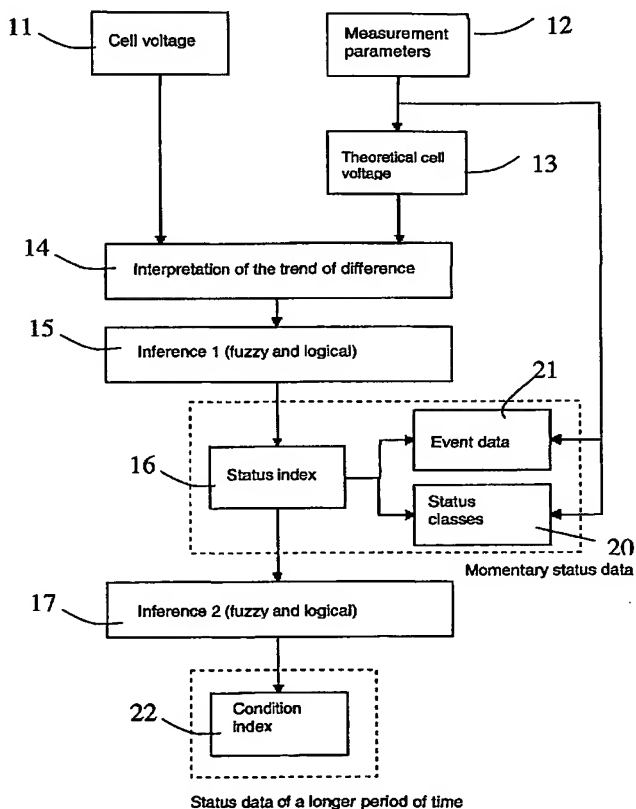 11
Cell voltage
Measurement
parameters
12
Theoretical cell
voltage
13
14
Interpretation of the trend of difference
15
Inference 1 (fuzzy and logical)
21
Event data
16
Status index
Status
classes
20
Momentary status data
17
Inference 2 (fuzzy and logical)
22
Condition
index
Status data of a longer period of time